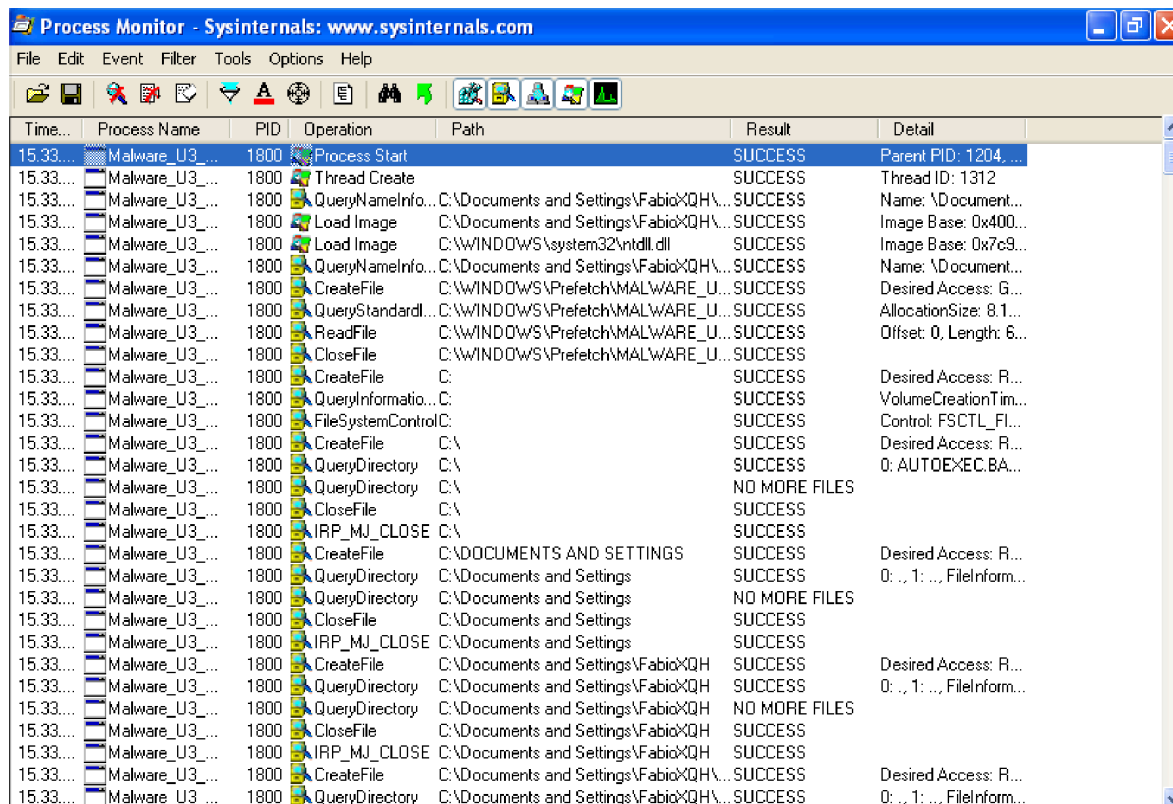 Process Monitor - Sysinternals: www.sysinternals.com
File Edit Event Filter Tools Options Help
Time... Process Name PID Operation Path Result Detail
15.33.... Malware_U3_... 1800 Process Start SUCCESS Parent PID: 1204, ...
15.33.... Malware_U3_... 1800 Thread Create SUCCESS Thread ID: 1312
15.33.... Malware_U3_... 1800 QueryNameInfo... C:\Documents and Settings\FabioXQH\... SUCCESS Name: \Document...
15.33.... Malware_U3_... 1800 Load Image C:\Documents and Settings\FabioXQH\... SUCCESS Image Base: 0x400...
15.33.... Malware_U3_... 1800 Load Image C:\WINDOWS\system32\ntdll.dll SUCCESS Image Base: 0x7c9...
15.33.... Malware_U3_... 1800 QueryNameInfo... C:\Documents and Settings\FabioXQH\... SUCCESS Name: \Document...
15.33.... Malware_U3_... 1800 CreateFile C:\WINDOWS\Prefetch\MALWARE_U... SUCCESS Desired Access: G...
15.33.... Malware_U3_... 1800 QueryStandardI... C:\WINDOWS\Prefetch\MALWARE_U... SUCCESS AllocationSize: 8.1...
15.33.... Malware_U3_... 1800 ReadFile C:\WINDOWS\Prefetch\MALWARE_U... SUCCESS Offset: 0, Length: 6...
15.33.... Malware_U3_... 1800 CloseFile C:\WINDOWS\Prefetch\MALWARE_U... SUCCESS
15.33.... Malware_U3_... 1800 CreateFile C: SUCCESS Desired Access: R...
15.33.... Malware_U3_... 1800 QueryInformatio... C: SUCCESS VolumeCreationTim...
15.33.... Malware_U3_... 1800 FileSystemControl C: SUCCESS Control: FSCTL_FI...
15.33.... Malware_U3_... 1800 CreateFile C:\ SUCCESS Desired Access: R...
15.33.... Malware_U3_... 1800 QueryDirectory C:\ SUCCESS 0: AUTOEXEC.BA...
15.33.... Malware_U3_... 1800 QueryDirectory C:\ NO MORE FILES
15.33.... Malware_U3_... 1800 CloseFile C:\ SUCCESS
15.33.... Malware_U3_... 1800 IRP_MJ_CLOSE C:\ SUCCESS
15.33.... Malware_U3_... 1800 CreateFile C:\DOCUMENTS AND SETTINGS SUCCESS Desired Access: R...
15.33.... Malware_U3_... 1800 QueryDirectory C:\Documents and Settings SUCCESS 0: ., 1: .., FileInform...
15.33.... Malware_U3_... 1800 QueryDirectory C:\Documents and Settings NO MORE FILES
15.33.... Malware_U3_... 1800 CloseFile C:\Documents and Settings SUCCESS
15.33.... Malware_U3_... 1800 IRP_MJ_CLOSE C:\Documents and Settings SUCCESS
15.33.... Malware_U3_... 1800 CreateFile C:\Documents and Settings\FabioXQH SUCCESS Desired Access: R...
15.33.... Malware_U3_... 1800 QueryDirectory C:\Documents and Settings\FabioXQH SUCCESS 0: ., 1: .., FileInform...
15.33.... Malware_U3_... 1800 QueryDirectory C:\Documents and Settings\FabioXQH NO MORE FILES
15.33.... Malware_U3_... 1800 CloseFile C:\Documents and Settings\FabioXQH SUCCESS
15.33.... Malware_U3_... 1800 IRP_MJ_CLOSE C:\Documents and Settings\FabioXQH SUCCESS
15.33.... Malware_U3_... 1800 CreateFile C:\Documents and Settings\FabioXQH\... SUCCESS Desired Access: R...
15.33.... Malware_U3_... 1800 QueryDirectory C:\Documents and Settings\FabioXQH\... SUCCESS 0: ., 1: .., FileInform...